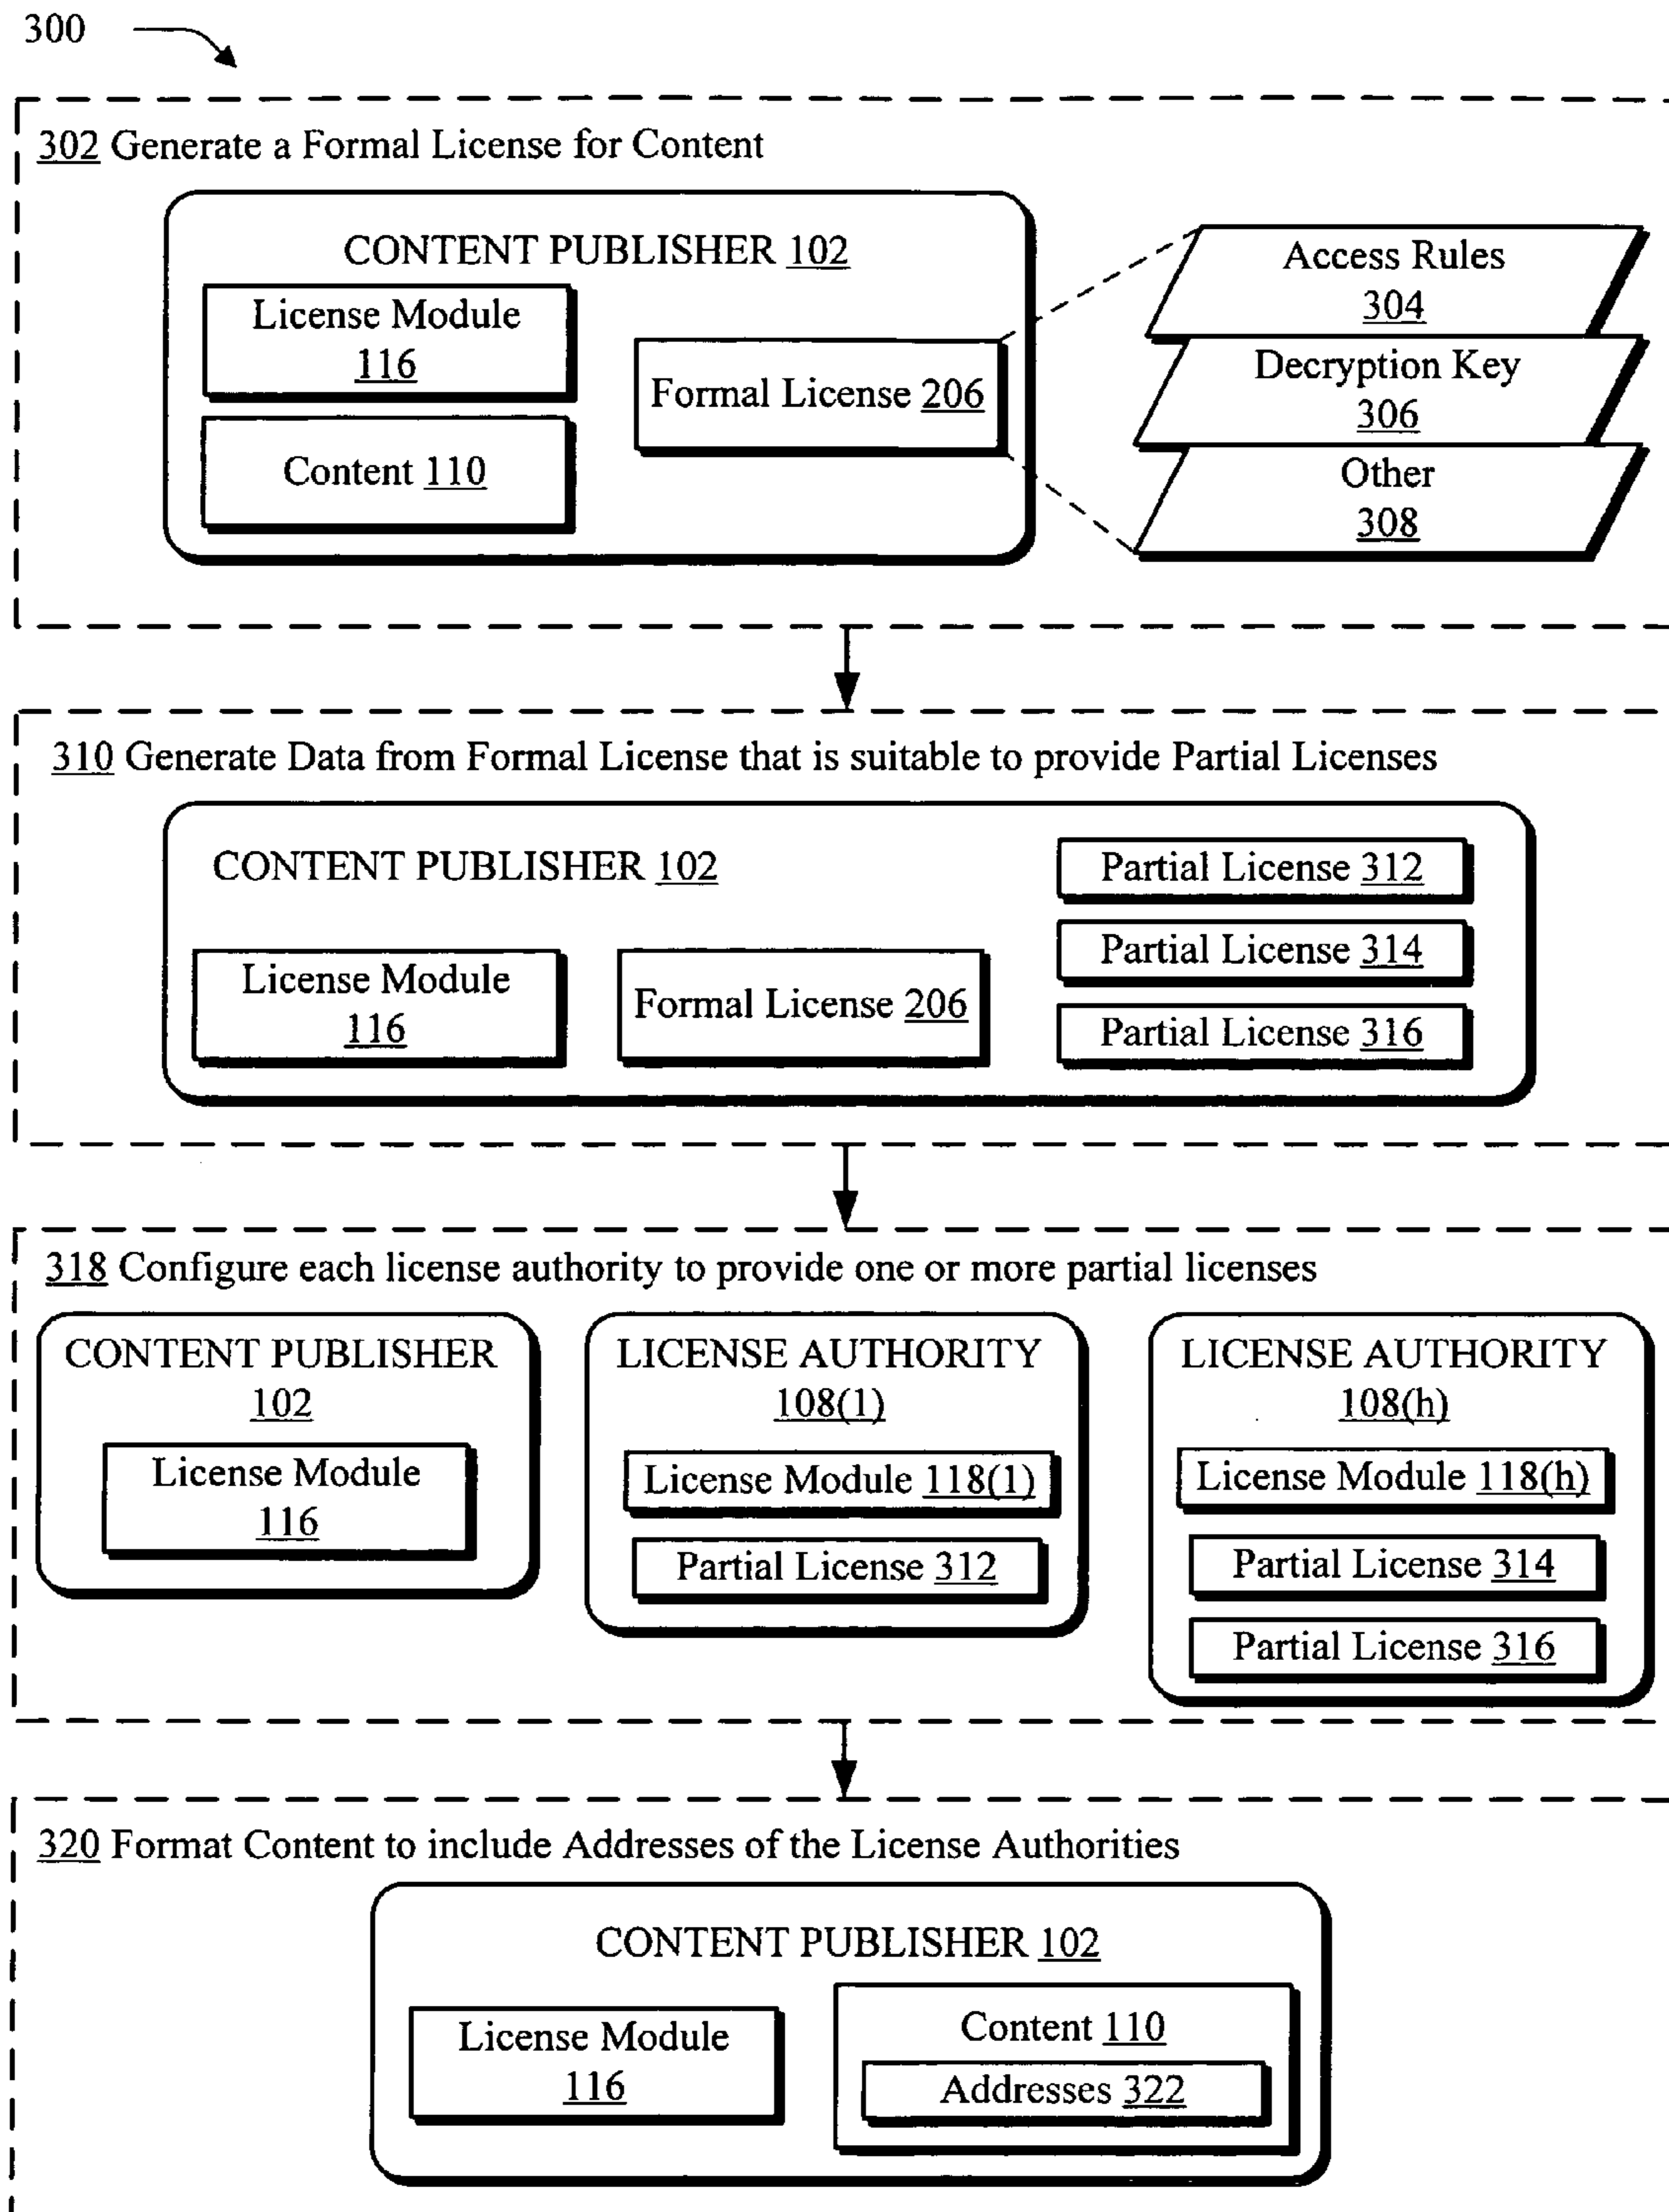 300
302 Generate a Formal License for Content
CONTENT PUBLISHER 102
License Module
116
Content 110
Formal License 206
Access Rules
304
Decryption Key
306
Other
308
310 Generate Data from Formal License that is suitable to provide Partial Licenses
CONTENT PUBLISHER 102
License Module
116
Formal License 206
Partial License 312
Partial License 314
Partial License 316
318 Configure each license authority to provide one or more partial licenses
CONTENT PUBLISHER
102
License Module
116
LICENSE AUTHORITY
108(1)
License Module 118(1)
Partial License 312
LICENSE AUTHORITY
108(h)
License Module 118(h)
Partial License 314
Partial License 316
320 Format Content to include Addresses of the License Authorities
CONTENT PUBLISHER 102
License Module
116
Content 110
Addresses 322